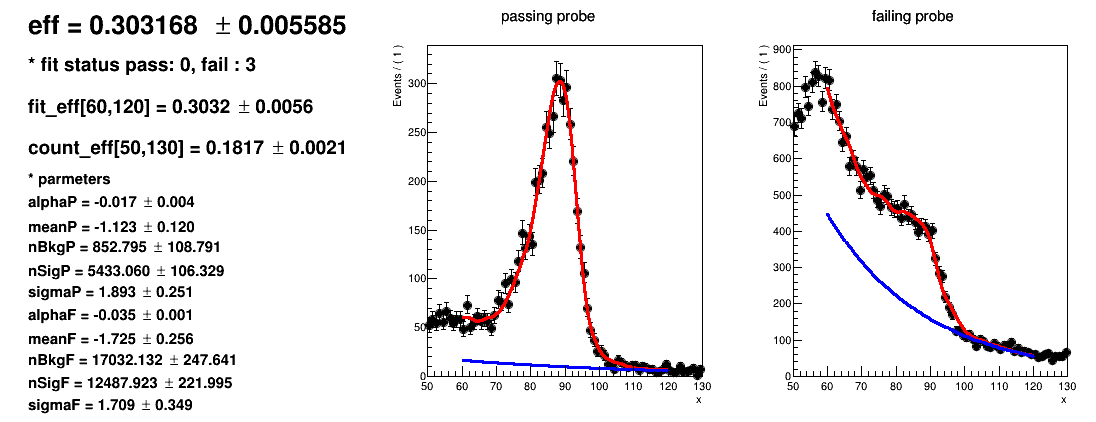 eff = 0.303168 ± 0.005585
* fit status pass: 0, fail : 3
fit_eff[60,120] = 0.3032 ± 0.0056
count_eff[50,130] = 0.1817 ± 0.0021
* parmeters
alphaP = -0.017 ± 0.004
meanP = -1.123 ± 0.120
nBkgP = 852.795 ± 108.791
nSigP = 5433.060 ± 106.329
sigmaP = 1.893 ± 0.251
alphaF = -0.035 ± 0.001
meanF = -1.725 ± 0.256
nBkgF = 17032.132 ± 247.641
nSigF = 12487.923 ± 221.995
sigmaF = 1.709 ± 0.349
passing probe
Events / ( 1 )
300
250
200
150
100
50
0
50 60 70 80 90 100 110 120 130
x
failing probe
Events / ( 1 )
900
800
700
600
500
400
300
200
100
0
50 60 70 80 90 100 110 120 130
x